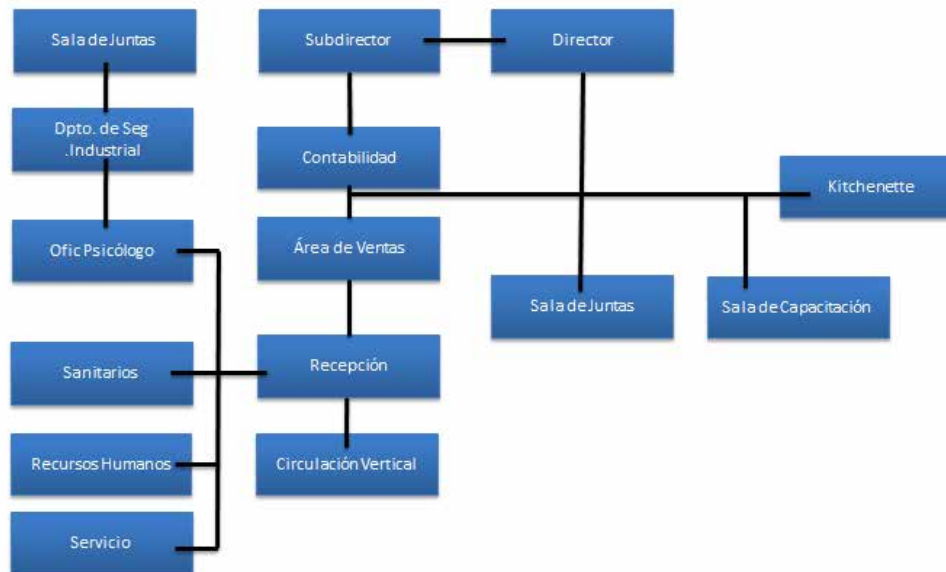 Sala de Juntas
Subdirector
Director
Dpto. de Seg
.Industrial
Contabilidad
Kitchenette
Ofic Psicólogo
Área de Ventas
Sala de Juntas
Sala de Capacitación
Sanitarios
Recepción
Recursos Humanos
Circulación Vertical
Servicio